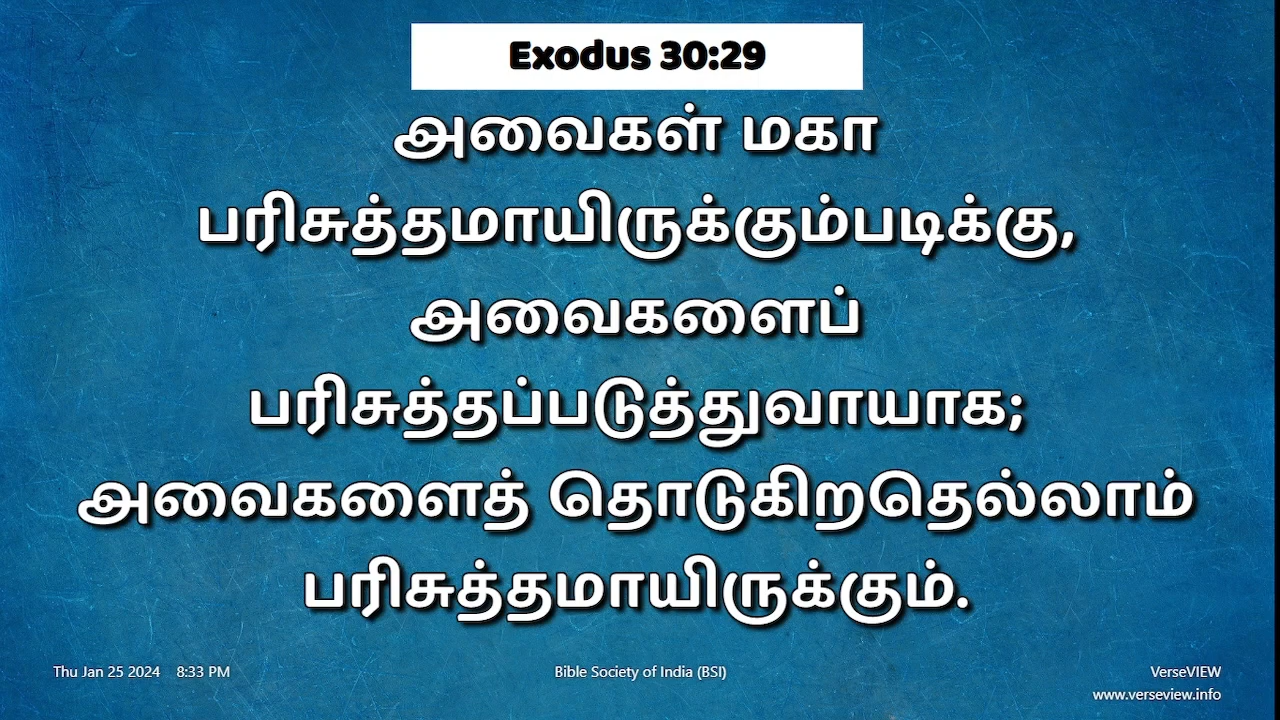 Exodus 30:29
அவைகள் மகா
பரிசுத்தமாயிருக்கும்படிக்கு,
அவைகளைப்
பரிசுத்தப்படுத்துவாயாக;
அவைகளைத் தொடுகிறதெல்லாம்
பரிசுத்தமாயிருக்கும்.
Thu Jan 25 2024 8:33 PM
Bible Society of India (BSI)
VerseVIEW
www.verseview.info